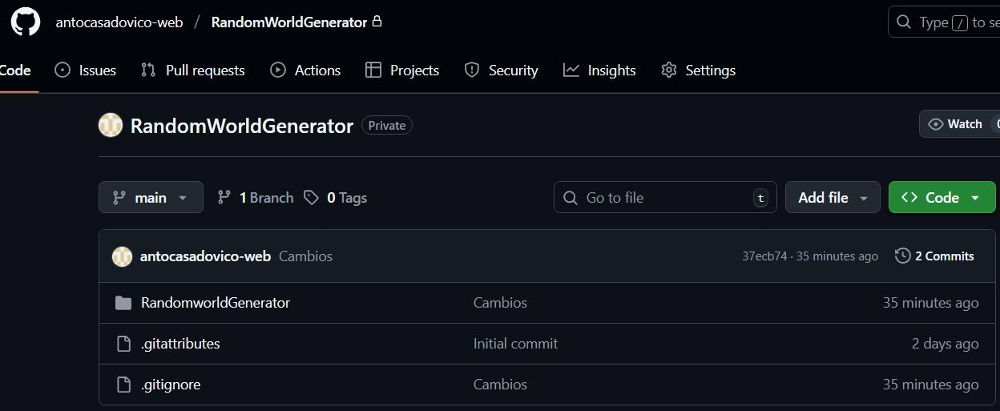 antocasadovico-web / RandomWorldGenerator
Type / to se
Code Issues Pull requests Actions Projects Security Insights Settings
RandomWorldGenerator Private
Watch
main 1 Branch 0 Tags
Go to file t
Add file
Code
antocasadovico-web Cambios 37ecb74 · 35 minutes ago 2 Commits
RandomworldGenerator Cambios 35 minutes ago
.gitattributes Initial commit 2 days ago
.gitignore Cambios 35 minutes ago